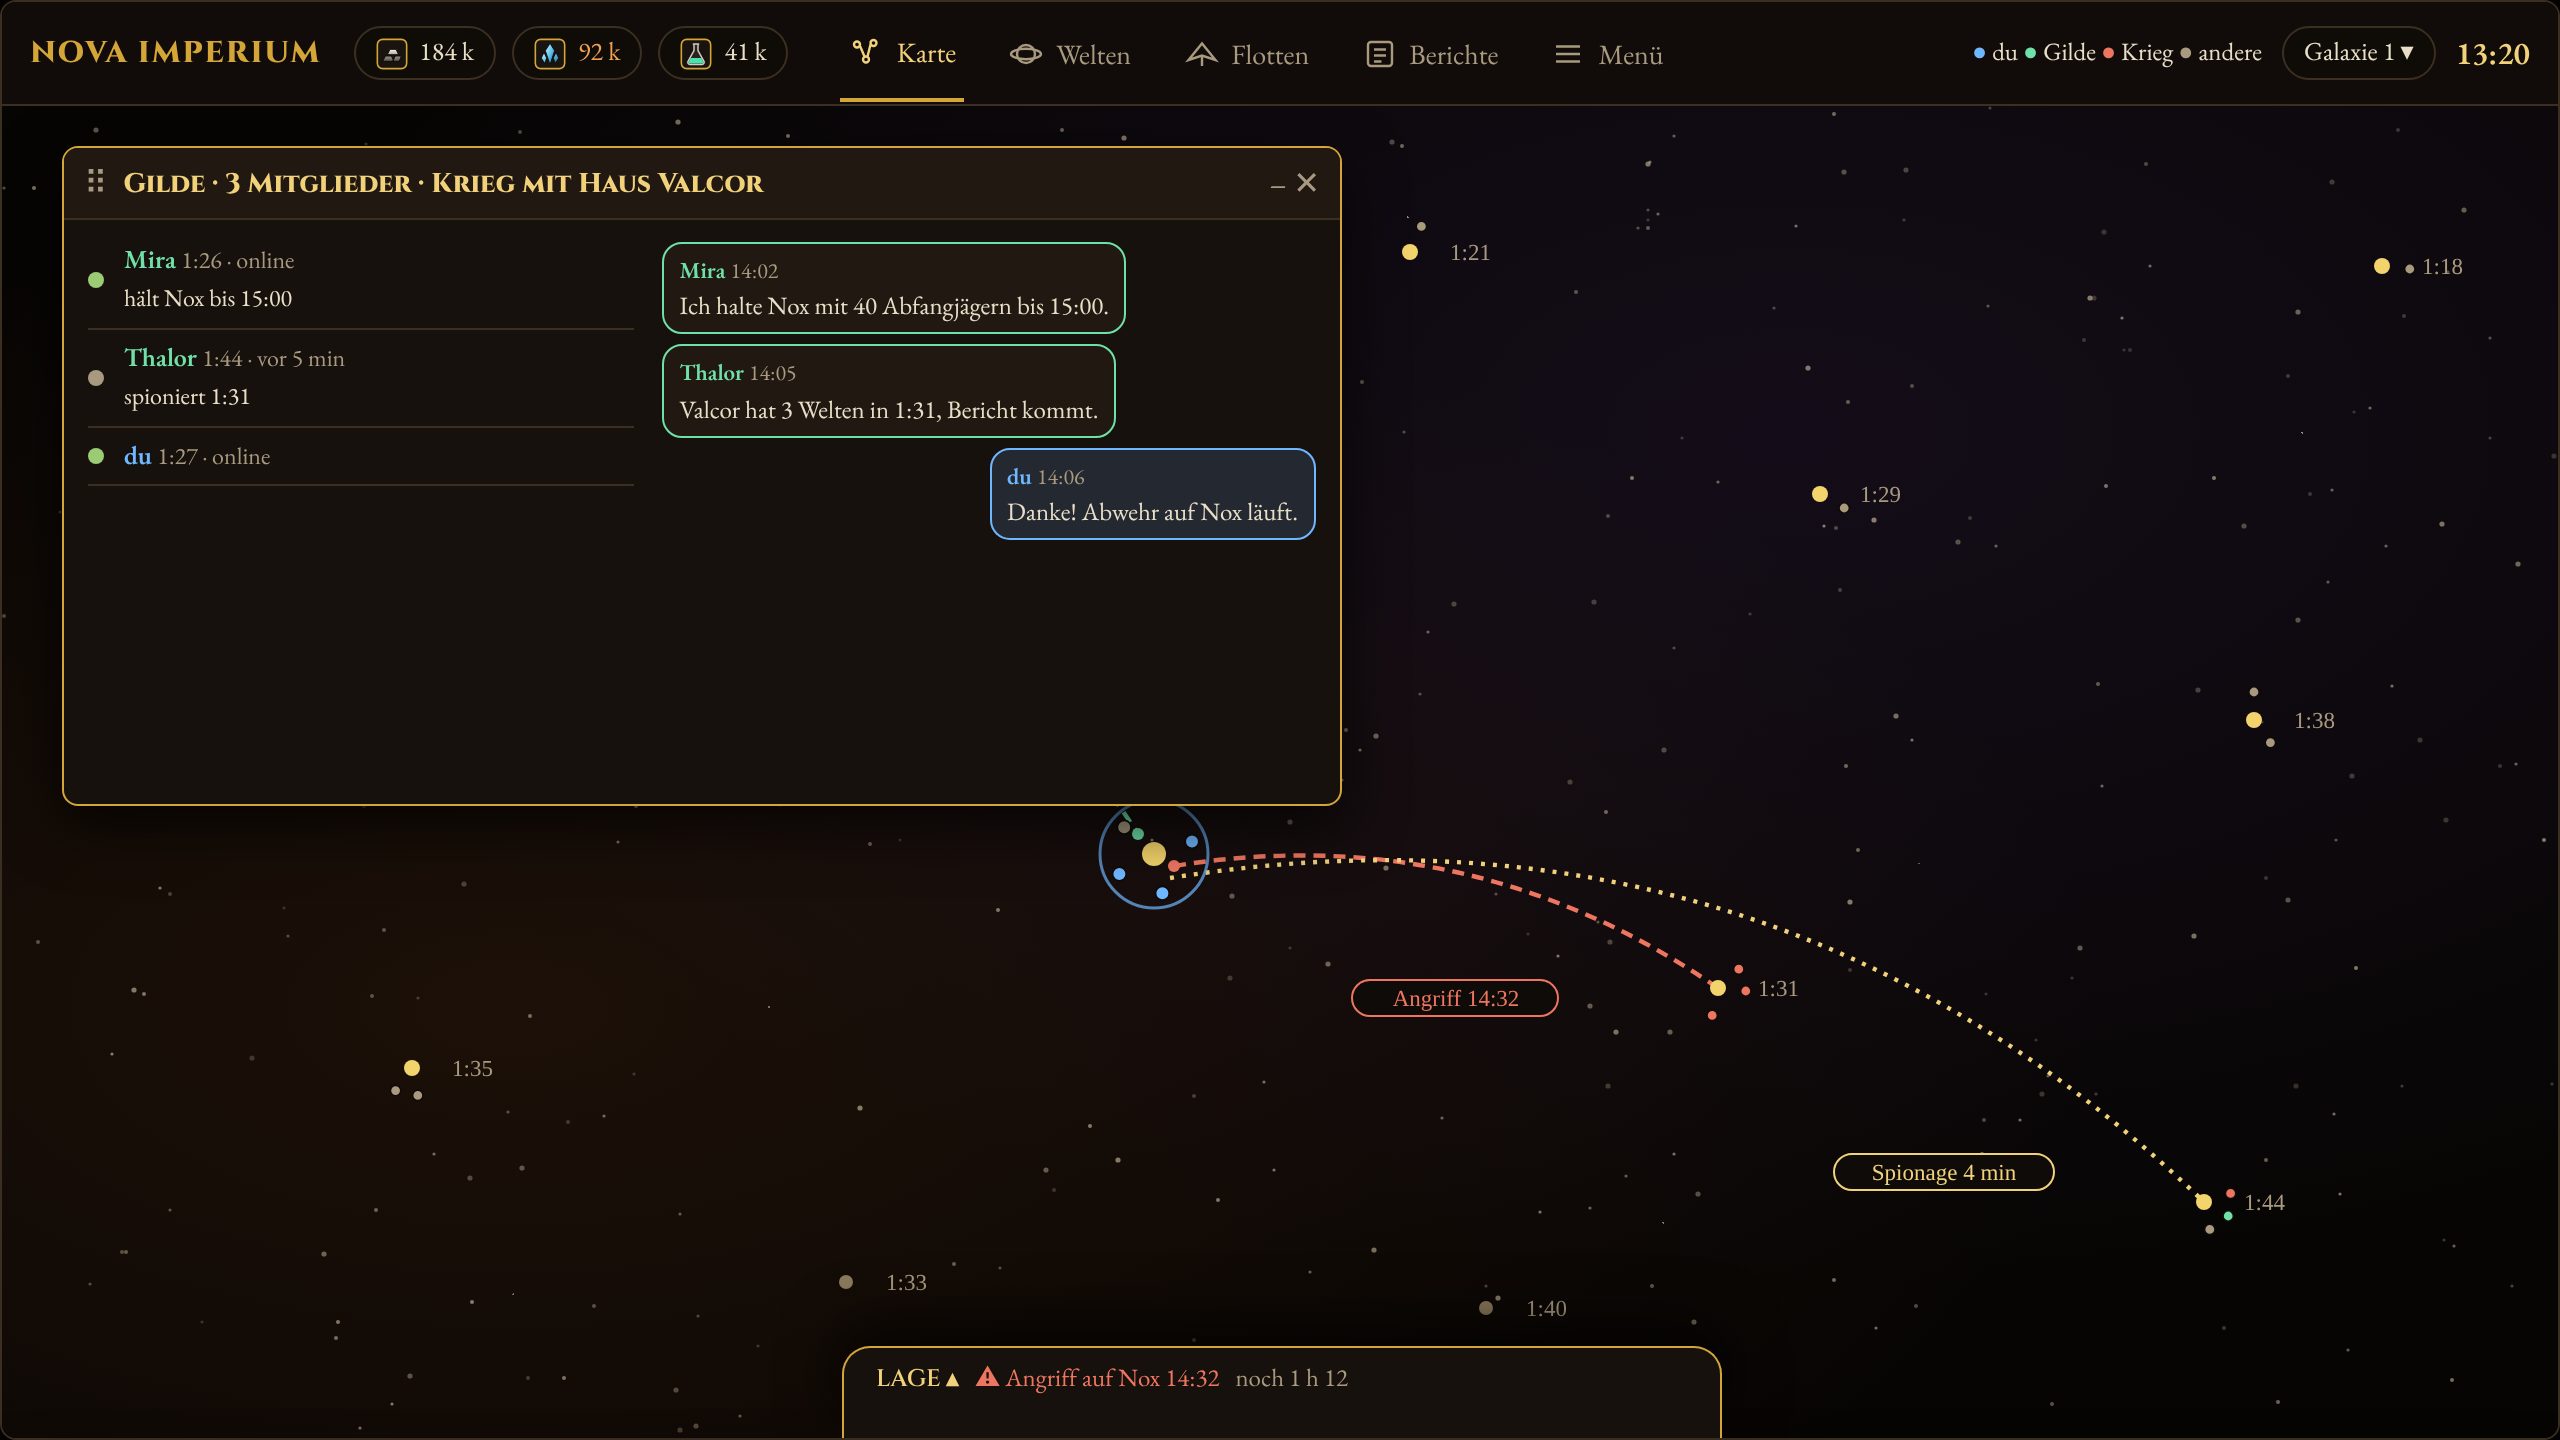 NOVA IMPERIUM
184 k
92 k
41 k
Karte
Welten
Flotten
Berichte
Menü
du
Gilde
Krieg
andere
Galaxie 1 ▼
13:20
Gilde · 3 Mitglieder · Krieg mit Haus Valcor
Mira 1:26 · online
hält Nox bis 15:00
Thalor 1:44 · vor 5 min
spioniert 1:31
du 1:27 · online
Mira 14:02
Ich halte Nox mit 40 Abfangjägern bis 15:00.
Thalor 14:05
Valcor hat 3 Welten in 1:31, Bericht kommt.
du 14:06
Danke! Abwehr auf Nox läuft.
1:21
1:18
1:29
1:38
Angriff 14:32
1:31
1:35
Spionage 4 min
1:44
1:33
1:40
LAGE ▲ Angriff auf Nox 14:32 noch 1 h 12